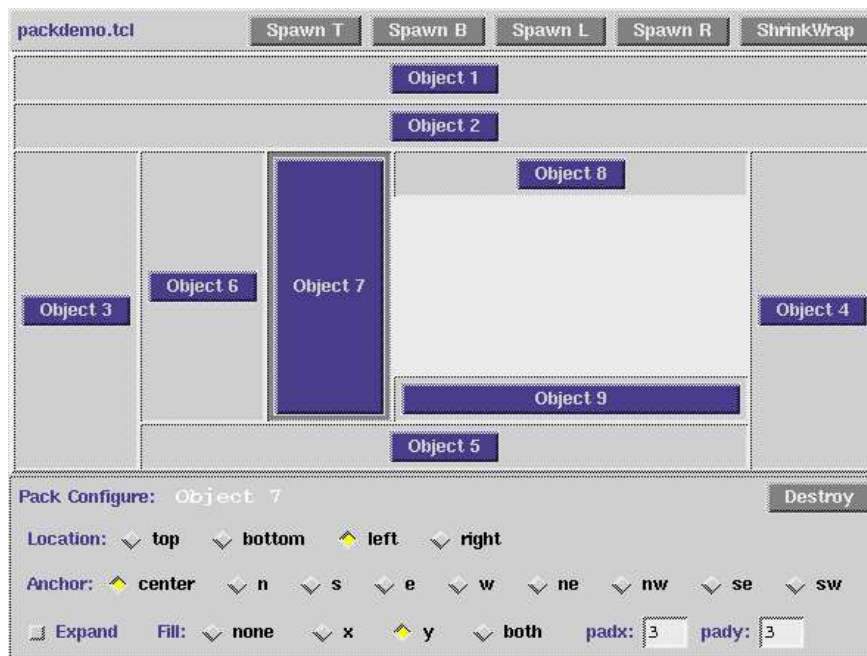 packdemo.tcl Spawn T Spawn B Spawn L Spawn R ShrinkWrap
Object 1
Object 2
Object 8
Object 6 Object 7
Object 3 Object 4
Object 9
Object 5
Pack Configure: Object 7 Destroy
Location: top bottom left right
Anchor: center n s e w ne nw se sw
Expand Fill: none x y both padx: 3 pady: 3